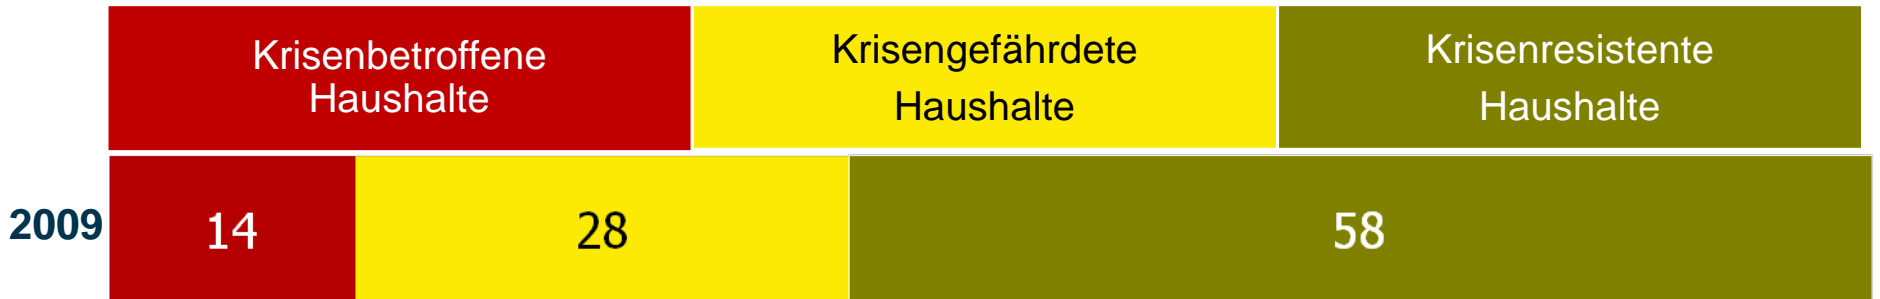 Krisenbetroffene
Haushalte
Krisengefährdete
Haushalte
Krisenresistente
Haushalte
2009
14
28
58